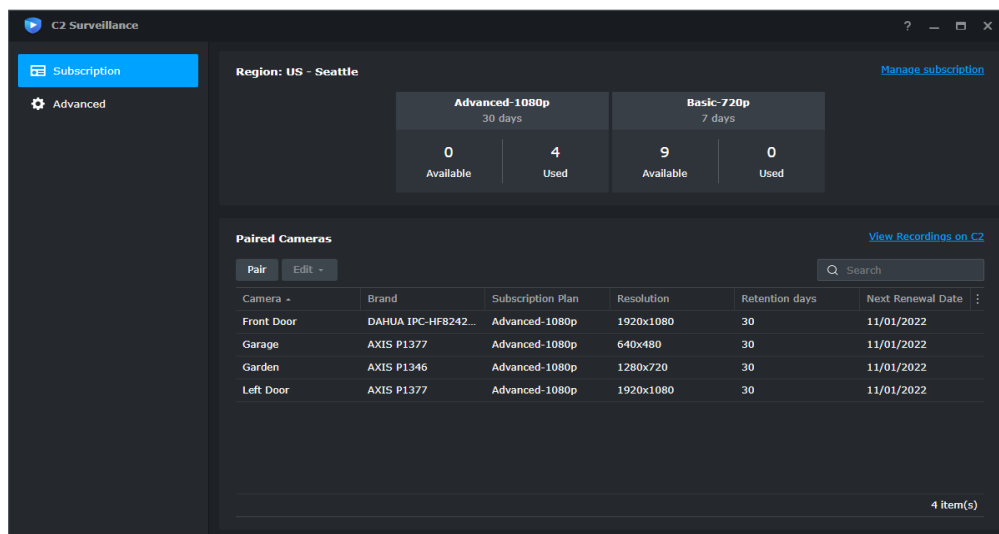 C2 Surveillance
?
Subscription
Advanced
Region: US - Seattle
Manage subscription
Advanced-1080p
30 days
Basic-720p
7 days
0
4
9
0
Available
Used
Available
Used
Paired Cameras
View Recordings on C2
Pair
Edit
Search
Camera Brand Subscription Plan Resolution Retention days Next Renewal Date
Front Door DAHUA IPC-HF8242... Advanced-1080p 1920x1080 30 11/01/2022
Garage AXIS P1377 Advanced-1080p 640x480 30 11/01/2022
Garden AXIS P1346 Advanced-1080p 1280x720 30 11/01/2022
Left Door AXIS P1377 Advanced-1080p 1920x1080 30 11/01/2022
4 item(s)